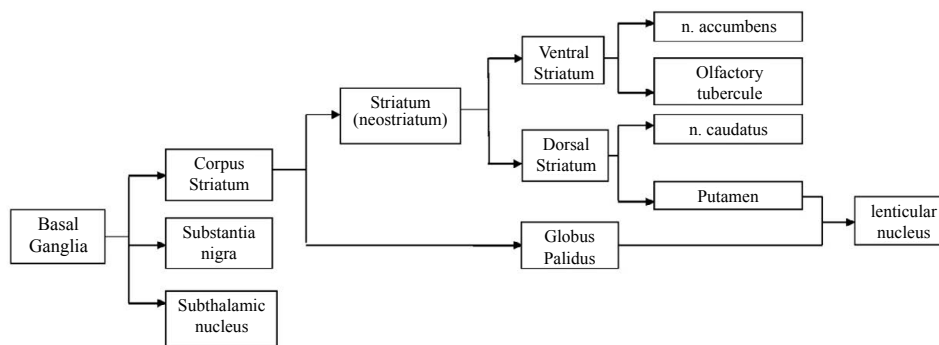 n. accumbens
Ventral
Striatum
Olfactory
tubercule
Striatum
(neostriatum)
n. caudatus
Dorsal
Striatum
Corpus
Striatum
Putamen
lenticular
nucleus
Basal
Ganglia
Substantia
nigra
Globus
Palidus
Subthalamic
nucleus